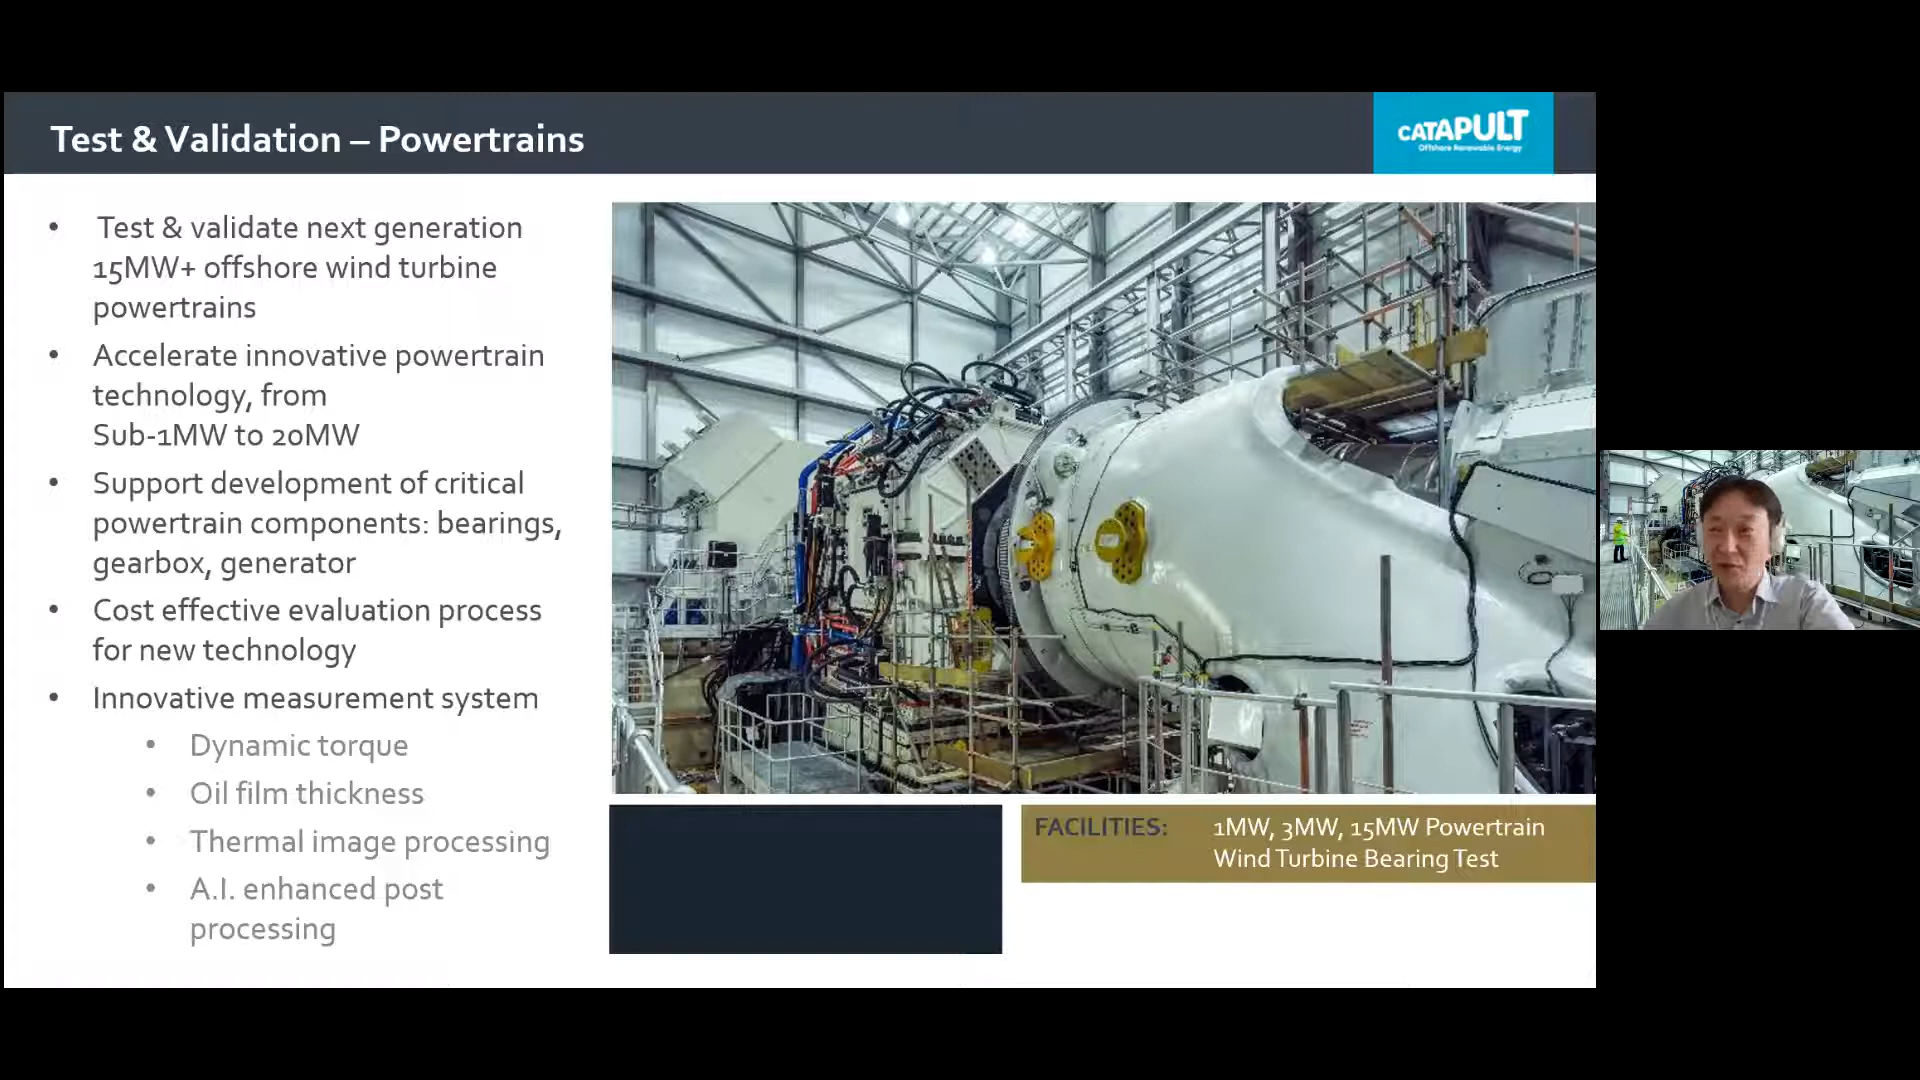 Test & Validation – Powertrains
CATAPULT
Offshore Renewable Energy
• Test & validate next generation
15MW+ offshore wind turbine
powertrains
• Accelerate innovative powertrain
technology, from
Sub-1MW to 20MW
• Support development of critical
powertrain components: bearings,
gearbox, generator
• Cost effective evaluation process
for new technology
• Innovative measurement system
• Dynamic torque
• Oil film thickness
• Thermal image processing
• A.I. enhanced post
processing
FACILITIES: 1MW, 3MW, 15MW Powertrain
Wind Turbine Bearing Test